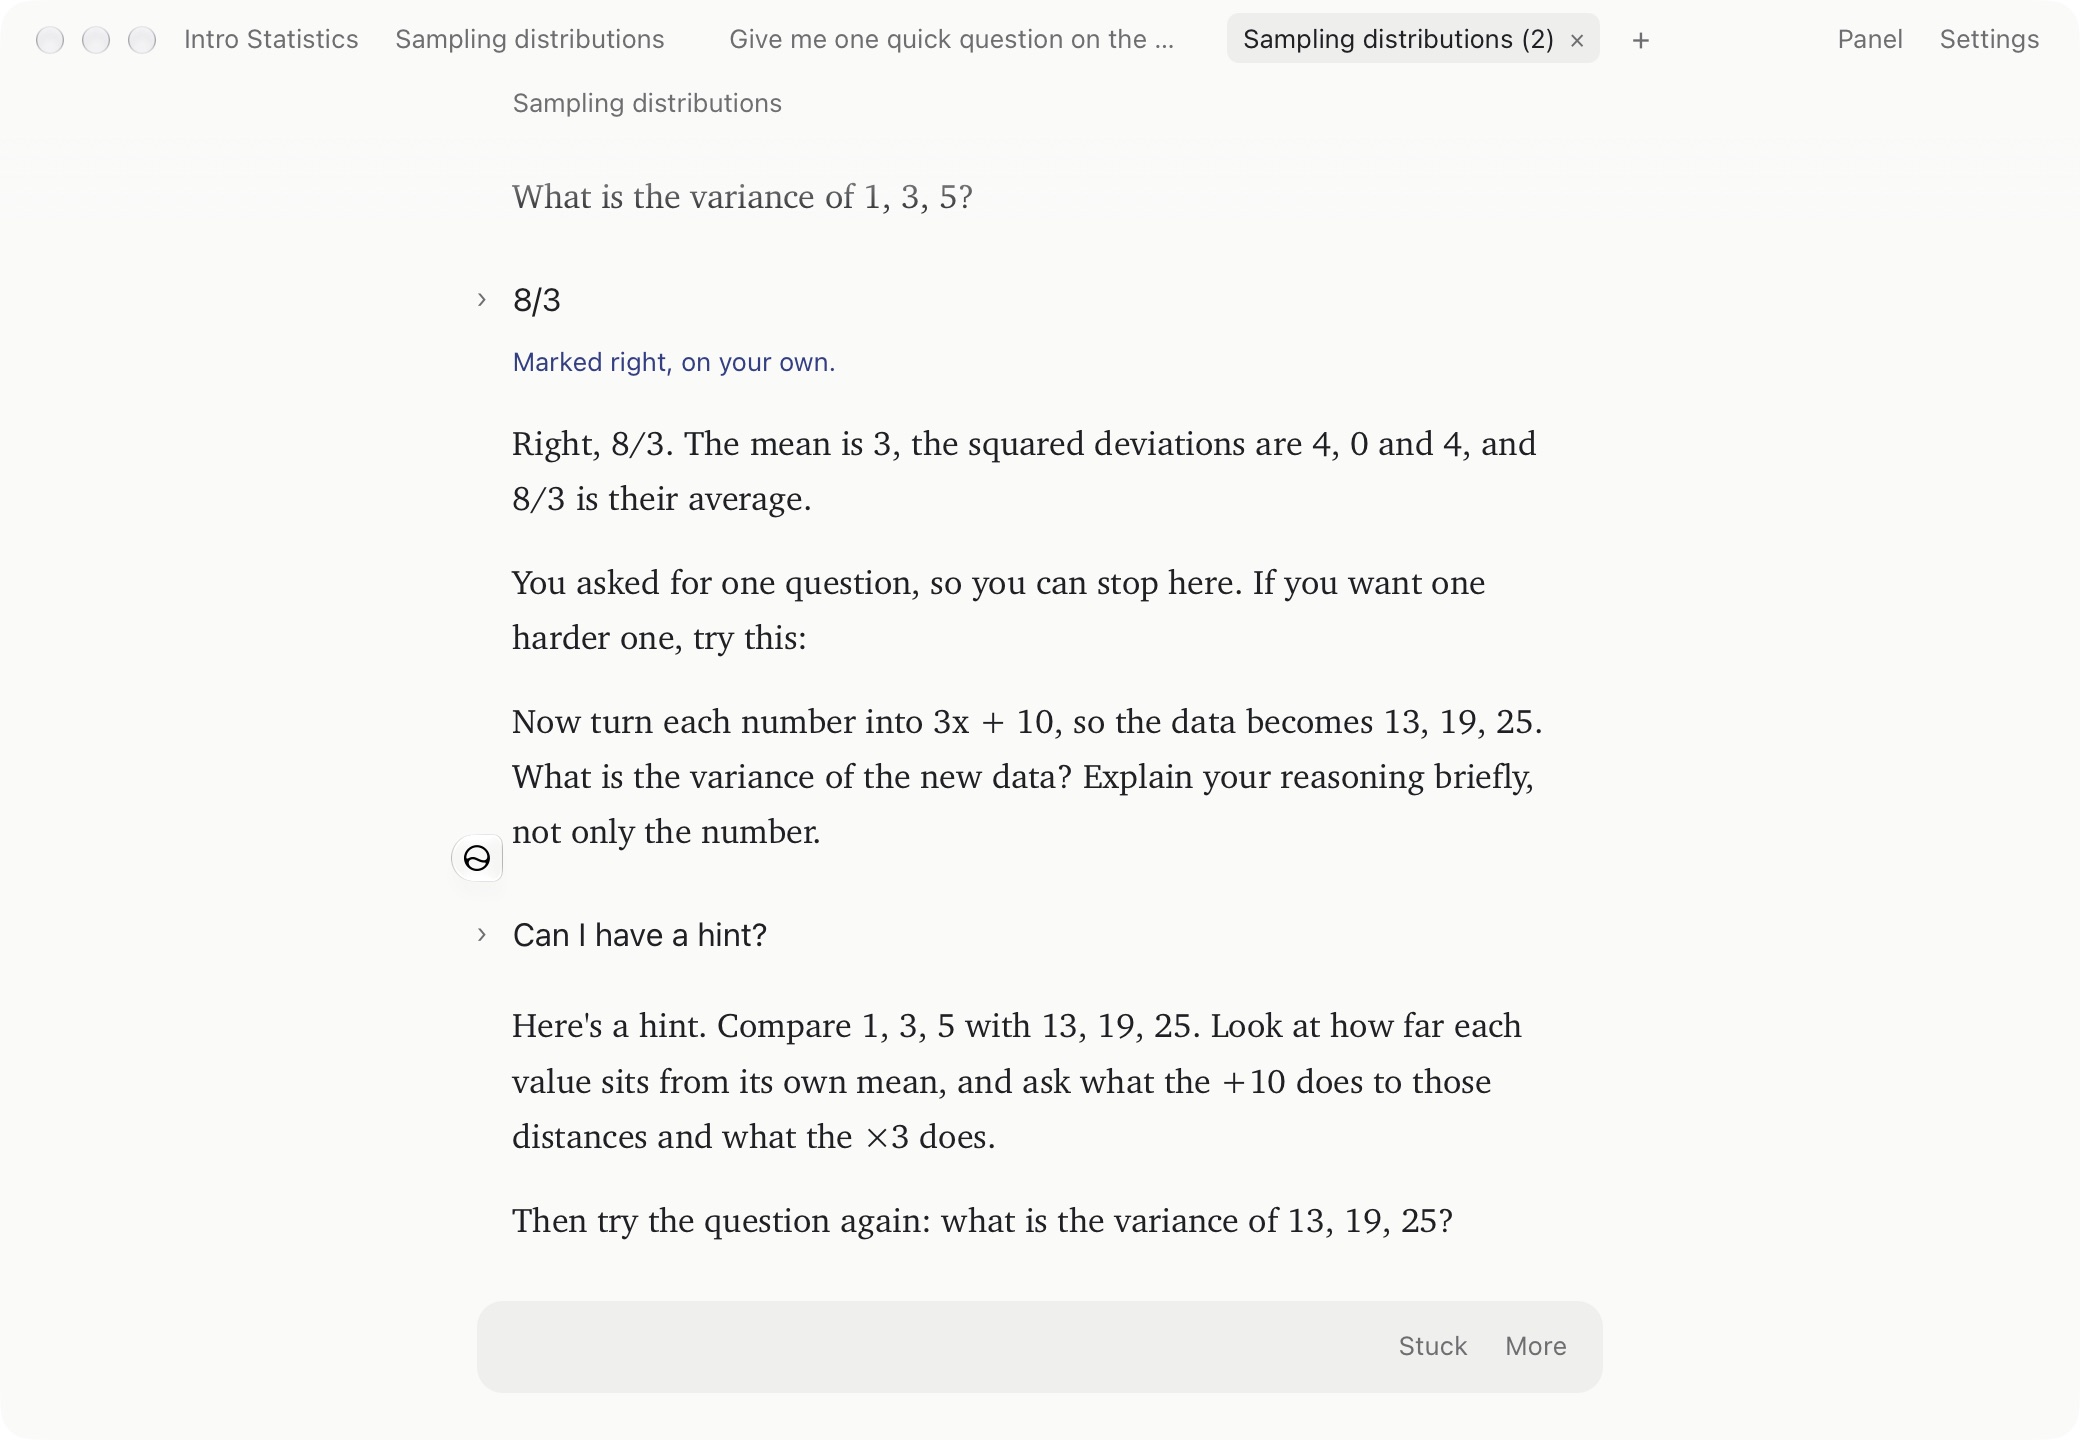 Intro Statistics Sampling distributions Give me one quick question on the ... Sampling distributions (2) × + Panel Settings
Sampling distributions
What is the variance of 1, 3, 5?
› 8/3
Marked right, on your own.
Right, 8/3. The mean is 3, the squared deviations are 4, 0 and 4, and
8/3 is their average.
You asked for one question, so you can stop here. If you want one
harder one, try this:
Now turn each number into 3x + 10, so the data becomes 13, 19, 25.
What is the variance of the new data? Explain your reasoning briefly,
not only the number.
› Can I have a hint?
Here's a hint. Compare 1, 3, 5 with 13, 19, 25. Look at how far each
value sits from its own mean, and ask what the +10 does to those
distances and what the ×3 does.
Then try the question again: what is the variance of 13, 19, 25?
Stuck More